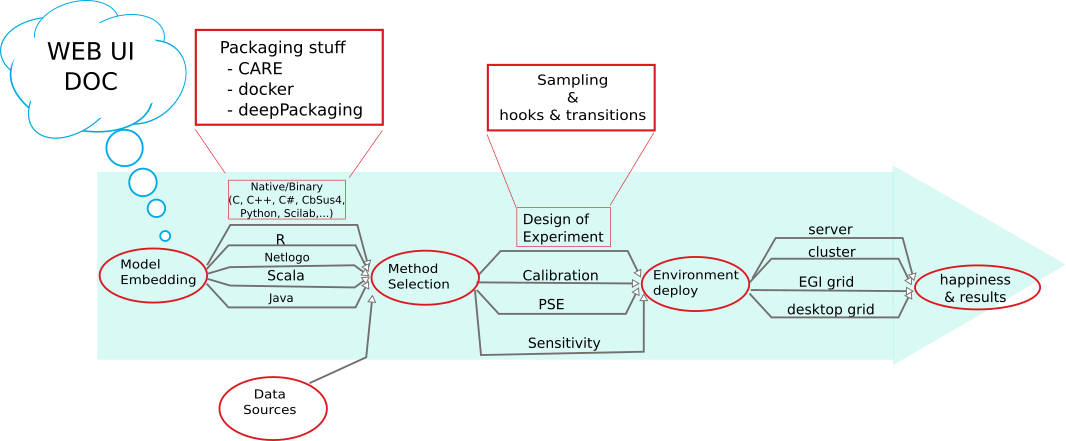 WEB UI
DOC
Packaging stuff
- CARE
- docker
- deepPackaging
Sampling
&
hooks & transitions
Native/Binary
(C, C++, C#, CbSus4,
Python, Scilab,...)
R
Netlogo
Scala
Java
Model
Embedding
Method
Selection
Design of
Experiment
Calibration
PSE
Sensitivity
Environment
deploy
server
cluster
EGI grid
desktop grid
happiness
& results
Data
Sources